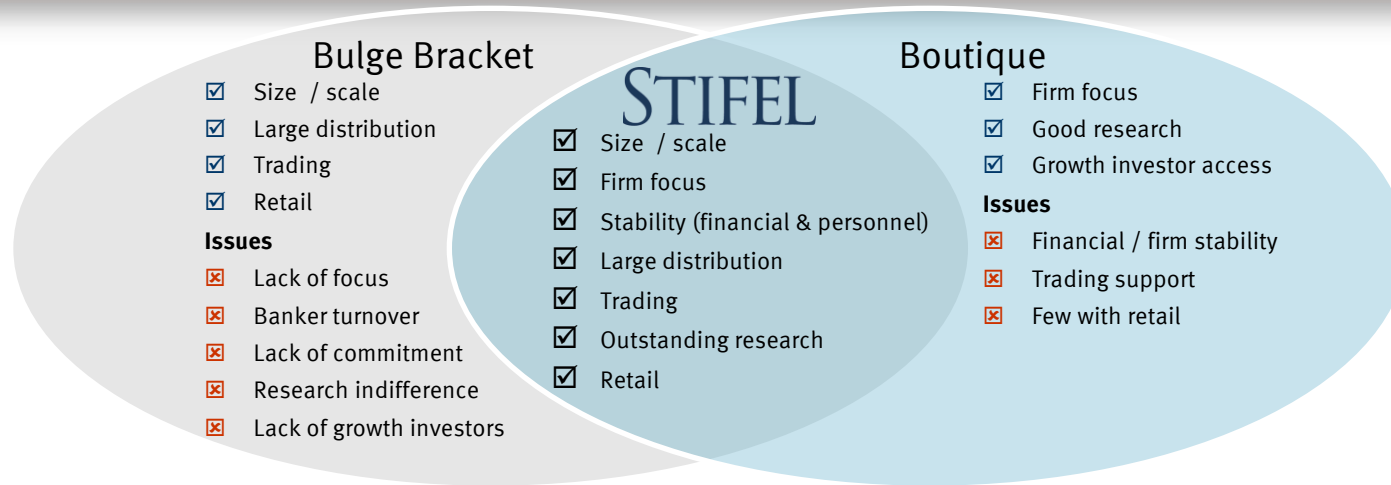 Bulge Bracket
Size / scale
Large distribution
Trading
Retail
Issues
Lack of focus
Banker turnover
Lack of commitment
Research indifference
Lack of growth investors
STIFEL
Size / scale
Firm focus
Stability (financial & personnel)
Large distribution
Trading
Outstanding research
Retail
Boutique
Firm focus
Good research
Growth investor access
Issues
Financial / firm stability
Trading support
Few with retail